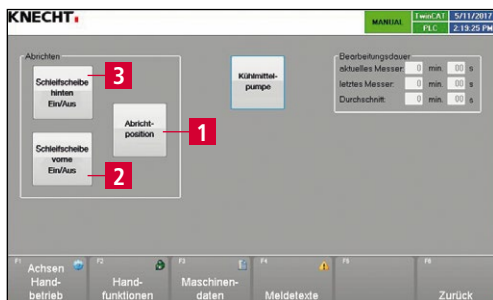 KNECHT
MANUAL
TwinCAT
PLC
5/11/2017
2:19:25 PM
Abrichten
Schleifscheibe
hinten
Ein/Aus
3
Abricht-
position
1
Schleifscheibe
vorne
Ein/Aus
2
Kühlmittel-
pumpe
Bearbeitungsdauer
aktuelles Messer: 0 min. 00 s
letztes Messer: 0 min. 00 s
Durchschnitt: 0 min. 00 s
F1 Achsen
Hand-
betrieb
F2
Hand-
funktionen
F3
Maschinen-
daten
F4
Meldetexte
F5
F6
Zurück